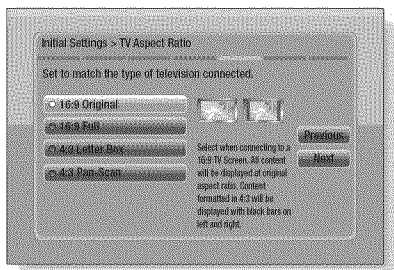 Initial Settings > TV Aspect Ratio
Set to match the type of television connected.
16:9 Original
16:9 Full
4:3 Letter Box
4:3 Pan-Scan
Select when connecting to a
16:9 TV Screen. All content
will be displayed at original
aspect ratio. Content
formatted in 4:3 will be
displayed with black bars on
left and right.
Previous
Next